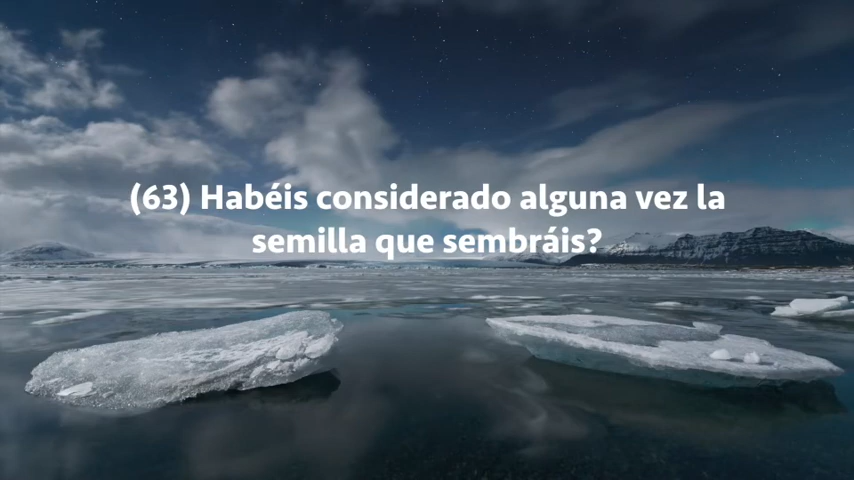 (63) Habéis considerado alguna vez la
semilla que sembráis?